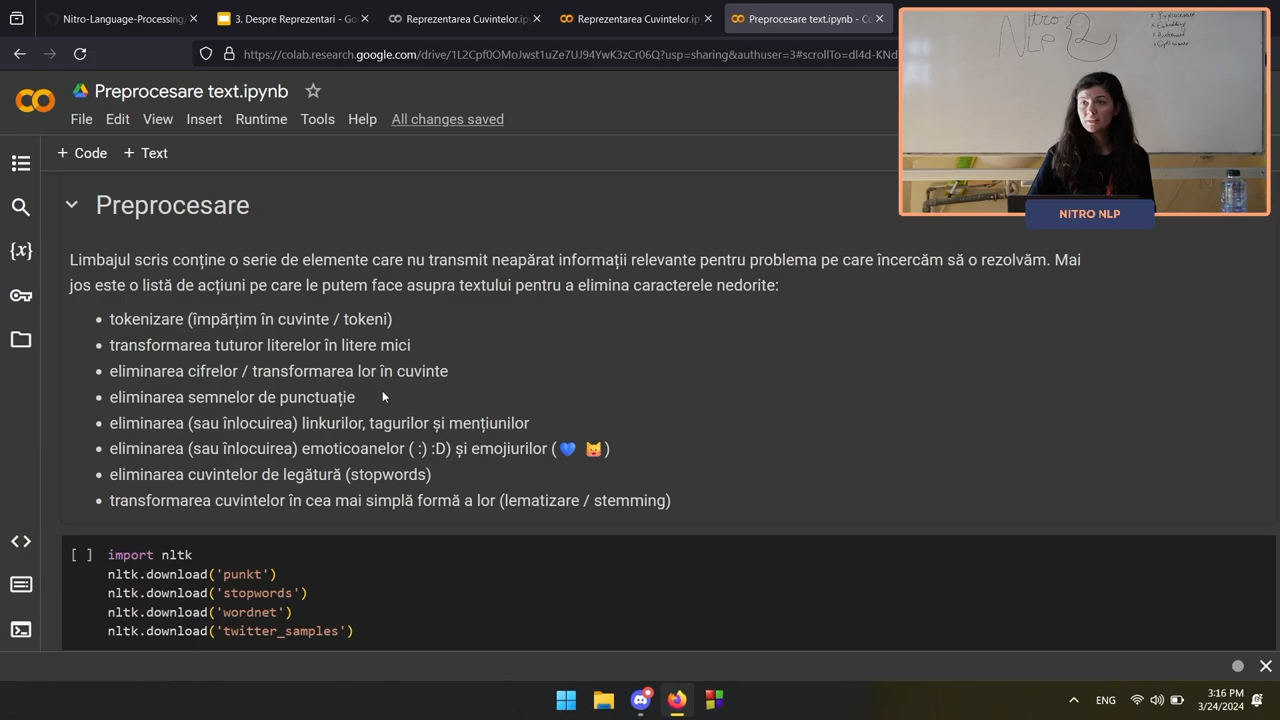 Nitro-Language-Processing
3. Despre Reprezentari - Go
Reprezentarea Cuvintelor.ip
Reprezentarea Cuvintelor.ip
Preprocesare text.ipynb - Co
https://colab.research.google.com/drive/1L2CpI0OMoJwst1uZe7UJ94YwK3zCr06Q?usp=sharing&authuser=3#scrollTo=dl4d-KNd
Nitro
NLP 2
Preprocesare text.ipynb
File Edit View Insert Runtime Tools Help All changes saved
+ Code + Text
NITRO NLP
Preprocesare
Limbajul scris conține o serie de elemente care nu transmit neapărat informații relevante pentru problema pe care încercăm să o rezolvăm. Mai
jos este o listă de acțiuni pe care le putem face asupra textului pentru a elimina caracterele nedorite:
• tokenizare (împărțim în cuvinte / tokeni)
• transformarea tuturor literelor în litere mici
• eliminarea cifrelor / transformarea lor în cuvinte
• eliminarea semnelor de punctuație
• eliminarea (sau înlocuirea) linkurilor, tagurilor și mențiunilor
• eliminarea (sau înlocuirea) emoticoanelor ( :) :D) și emojiurilor (💙 😺)
• eliminarea cuvintelor de legătură (stopwords)
• transformarea cuvintelor în cea mai simplă formă a lor (lematizare / stemming)
[ ] import nltk
nltk.download('punkt')
nltk.download('stopwords')
nltk.download('wordnet')
nltk.download('twitter_samples')
ENG
3:16 PM
3/24/2024